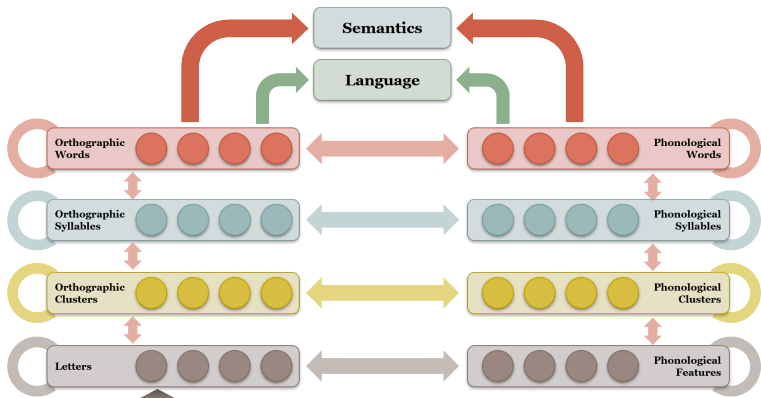 Semantics
Language
Orthographic
Words
Phonological
Words
Orthographic
Syllables
Phonological
Syllables
Orthographic
Clusters
Phonological
Clusters
Letters
Phonological
Features